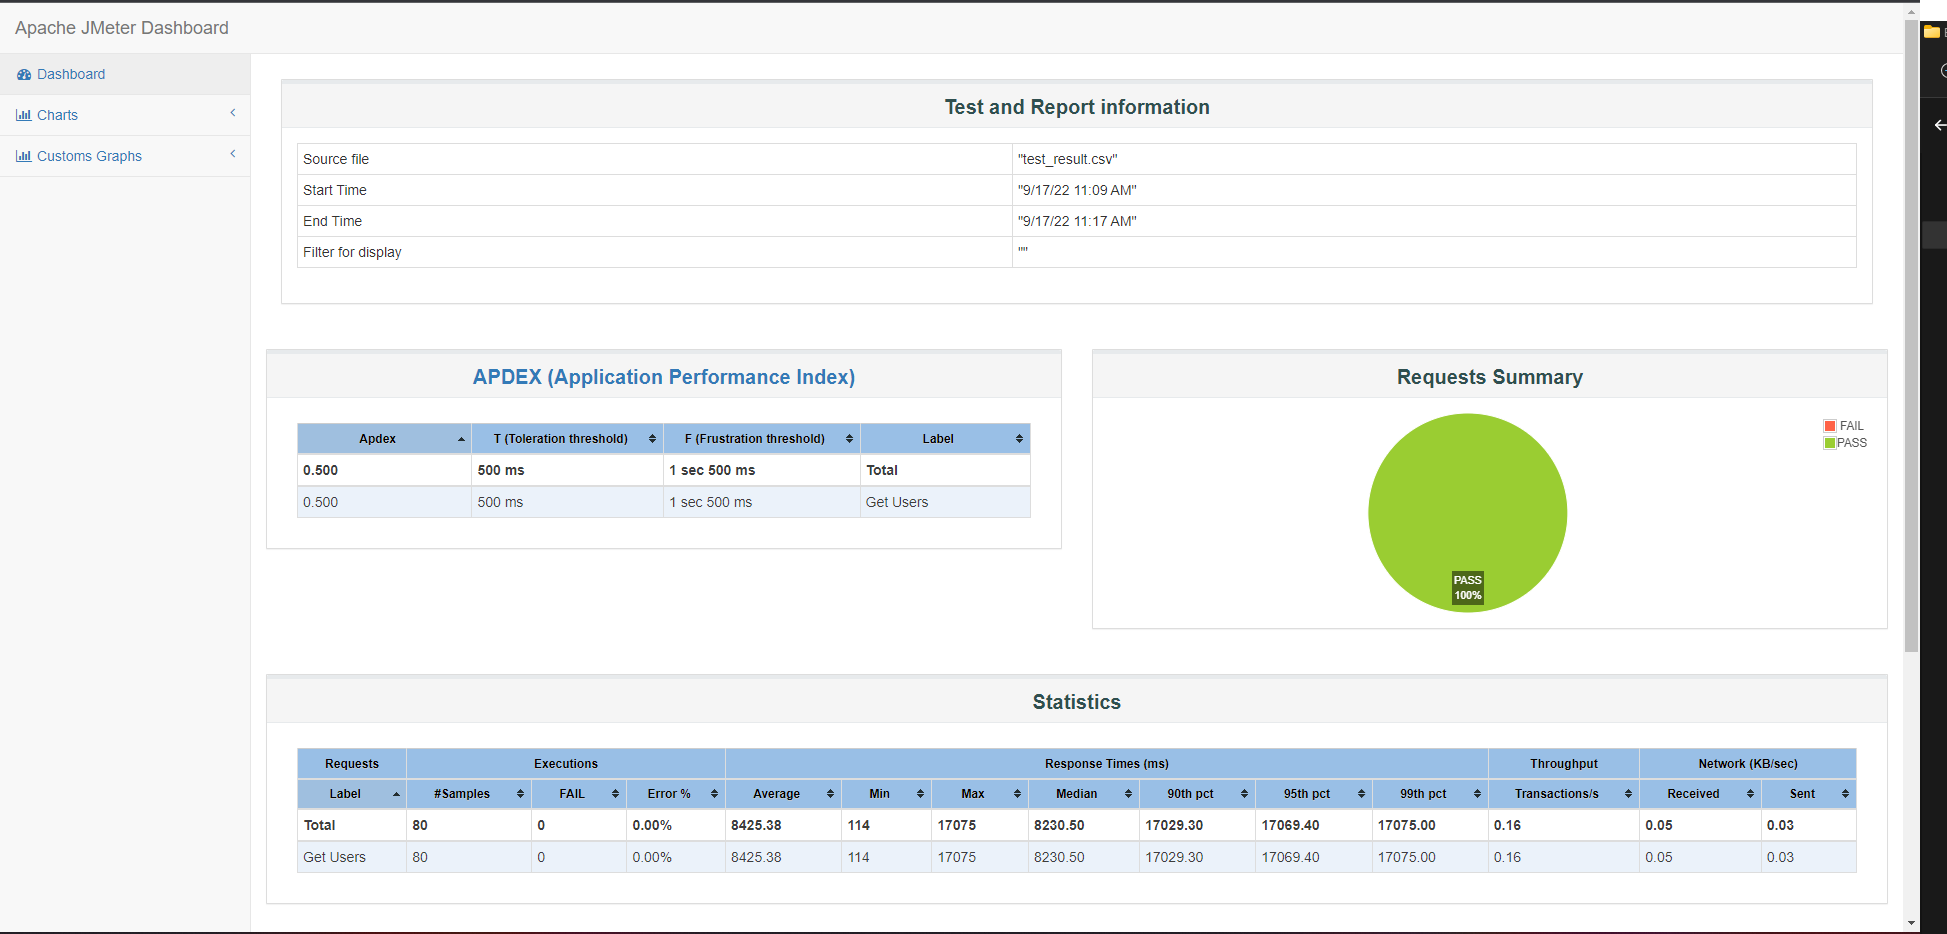 Apache JMeter Dashboard
Dashboard
Charts
Customs Graphs
Test and Report information
Source file "test_result.csv"
Start Time "9/17/22 11:09 AM"
End Time "9/17/22 11:17 AM"
Filter for display ""
APDEX (Application Performance Index)
Apdex T (Toleration threshold) F (Frustration threshold) Label
0.500 500 ms 1 sec 500 ms Total
0.500 500 ms 1 sec 500 ms Get Users
Requests Summary
FAIL
PASS
PASS
100%
Statistics
Requests Executions Response Times (ms) Throughput Network (KB/sec)
Label #Samples FAIL Error % Average Min Max Median 90th pct 95th pct 99th pct Transactions/s Received Sent
Total 80 0 0.00% 8425.38 114 17075 8230.50 17029.30 17069.40 17075.00 0.16 0.05 0.03
Get Users 80 0 0.00% 8425.38 114 17075 8230.50 17029.30 17069.40 17075.00 0.16 0.05 0.03